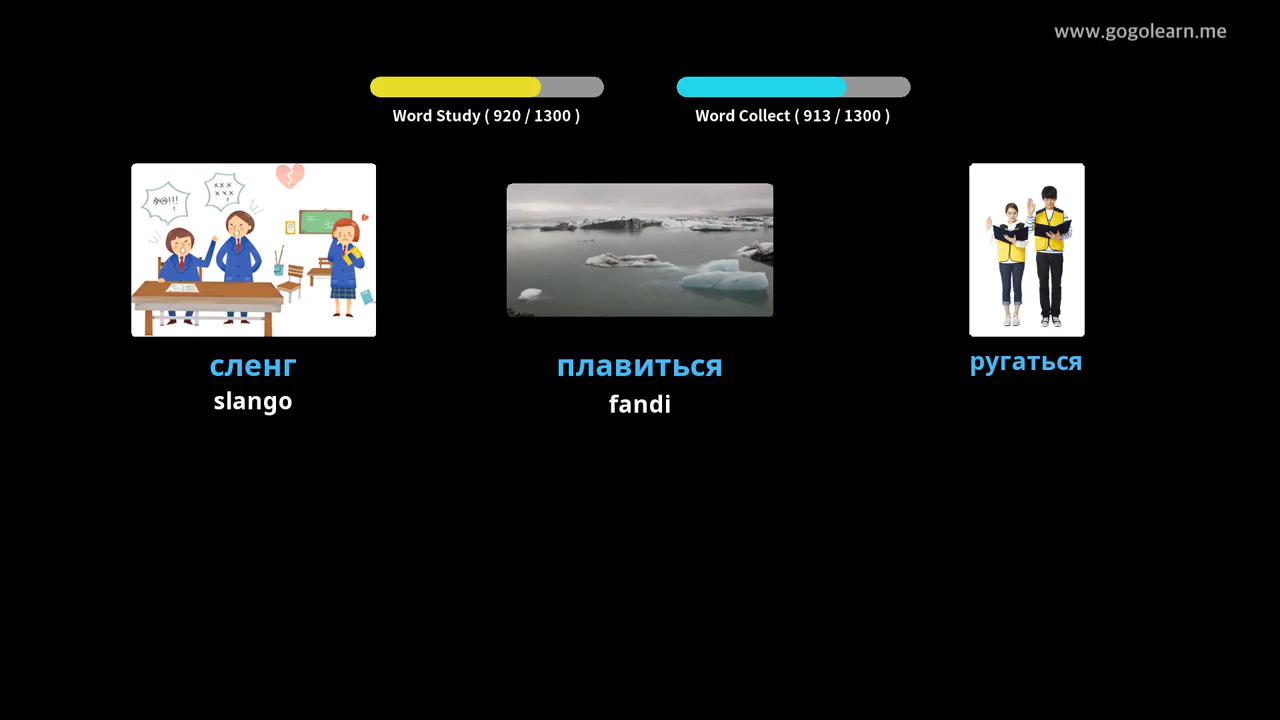 www.gogolearn.me
Word Study ( 920 / 1300 )
Word Collect ( 913 / 1300 )
сленг
slango
плавиться
fandi
ругаться